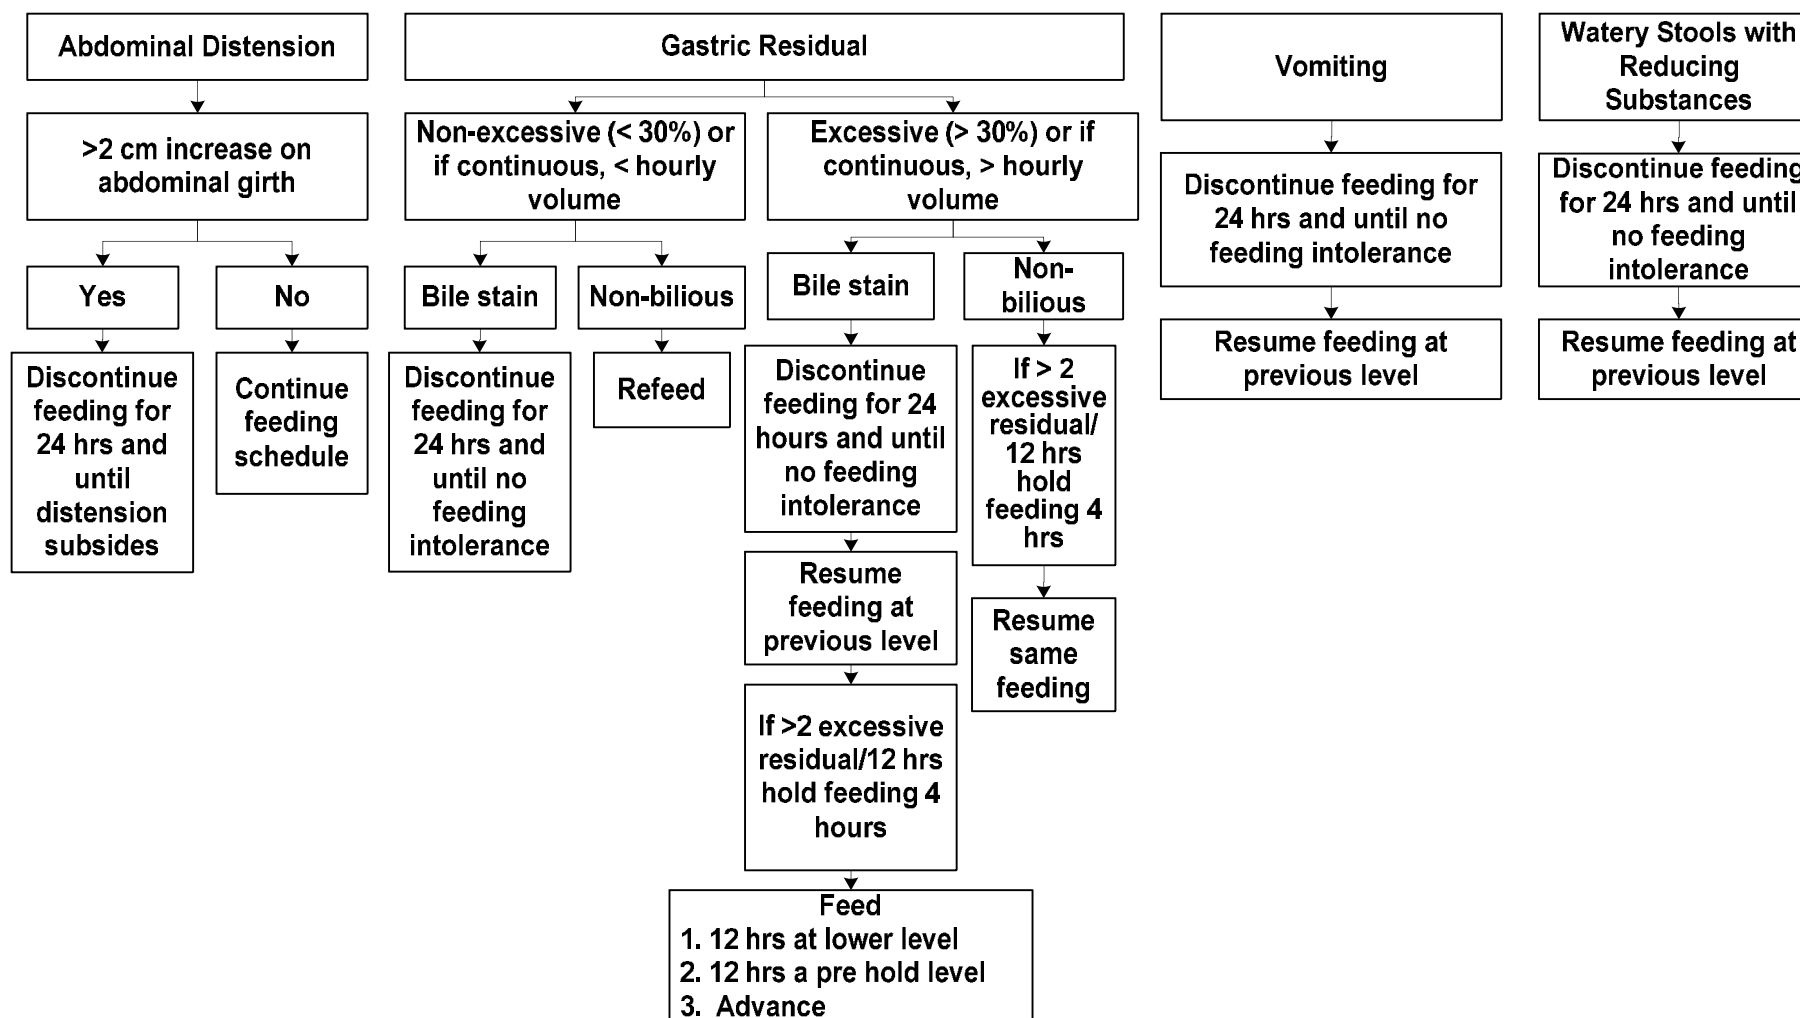 Abdominal Distension
>2 cm increase on
abdominal girth
Yes
No
Discontinue
feeding for
24 hrs and
until
distension
subsides
Continue
feeding
schedule
Gastric Residual
Non-excessive (< 30%) or
if continuous, < hourly
volume
Bile stain
Non-bilious
Discontinue
feeding for
24 hrs and
until no
feeding
intolerance
Refeed
Excessive (> 30%) or if
continuous, > hourly
volume
Bile stain
Non-
bilious
Discontinue
feeding for 24
hours and until
no feeding
intolerance
Resume
feeding at
previous level
If >2 excessive
residual/12 hrs
hold feeding 4
hours
Feed
1. 12 hrs at lower level
2. 12 hrs a pre hold level
3. Advance
If > 2
excessive
residual/
12 hrs
hold
feeding 4
hrs
Resume
same
feeding
Vomiting
Discontinue feeding for
24 hrs and until no
feeding intolerance
Resume feeding at
previous level
Watery Stools with
Reducing
Substances
Discontinue feeding
for 24 hrs and until
no feeding
intolerance
Resume feeding at
previous level